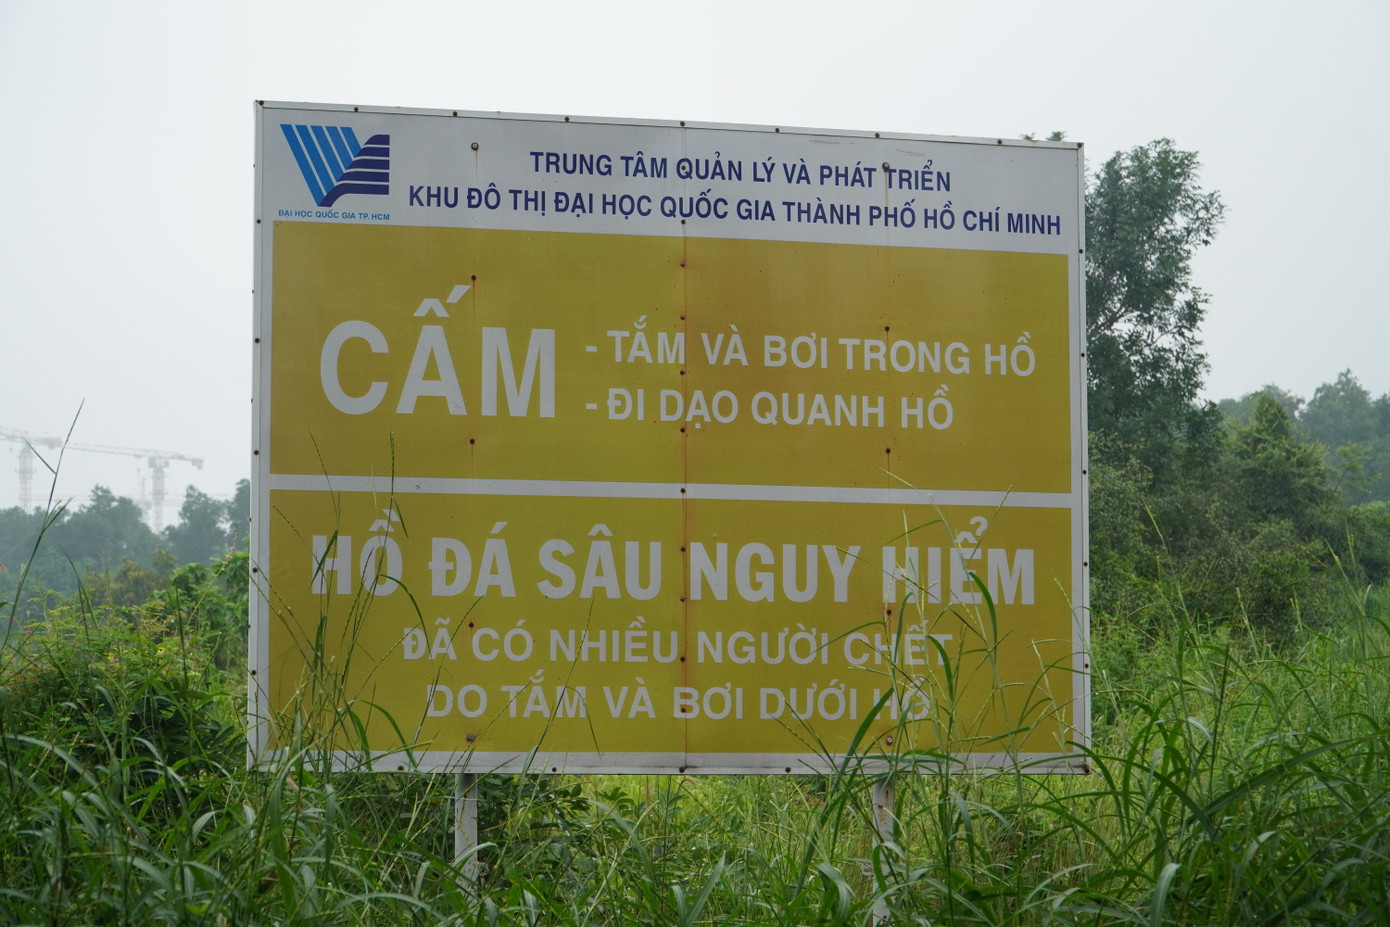 TRUNG TÂM QUẢN LÝ VÀ PHÁT TRIỂN
KHU ĐÔ THỊ ĐẠI HỌC QUỐC GIA THÀNH PHỐ HỒ CHÍ MINH
ĐẠI HỌC QUỐC GIA TP. HCM
CẤM
- TẮM VÀ BƠI TRONG HỒ
- ĐI DẠO QUANH HỒ
HỒ ĐÁ SÂU NGUY HIỂM
ĐÃ CÓ NHIỀU NGƯỜI CHẾT
DO TẮM VÀ BƠI DƯỚI HỒ